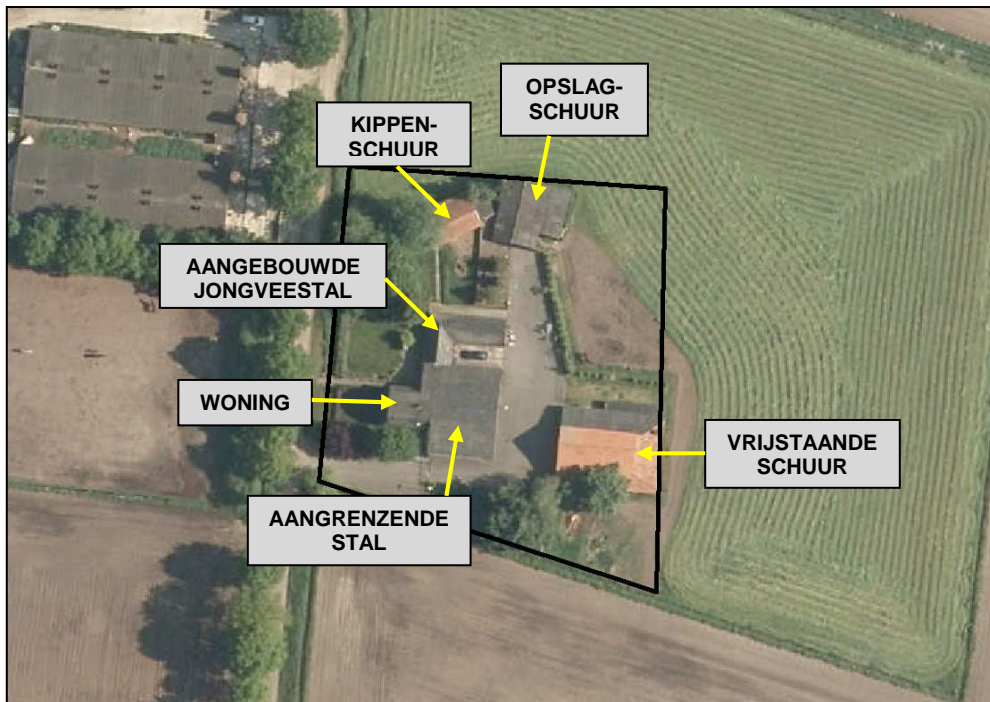 OPSLAG-
SCHUUR
KIPPEN-
SCHUUR
AANGEBOUWDE
JONGVEESTAL
WONING
VRIJSTAANDE
SCHUUR
AANGRENZENDE
STAL